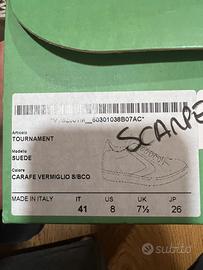 60301038B07AC*
SCARPE
Articolo
TOURNAMENT
Modello
SUEDE
Colore
CARAFE VERMIGLIO S/BCO
MADE IN ITALY
IT
US
UK
JP
41
8
7½
26
subito